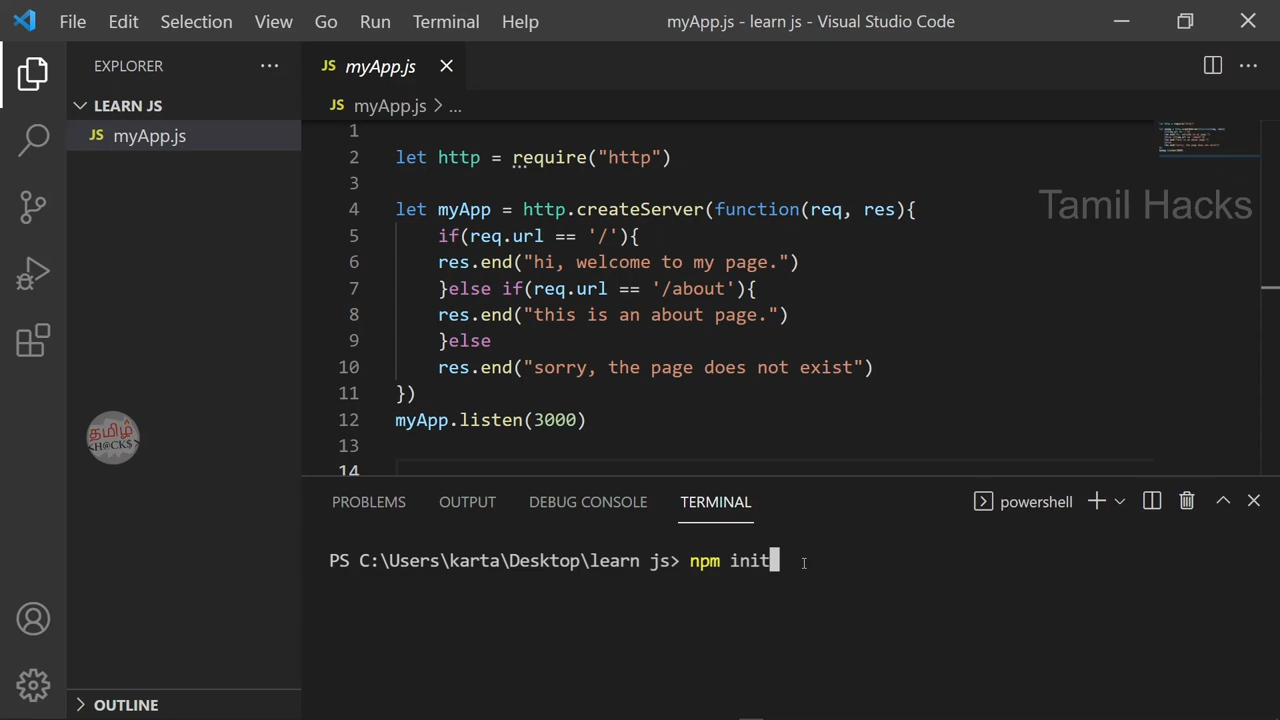 File Edit Selection View Go Run Terminal Help myApp.js - learn js - Visual Studio Code
EXPLORER
LEARN JS
JS myApp.js
JS myApp.js
JS myApp.js > ...
1
2 let http = require("http")
3
4 let myApp = http.createServer(function(req, res){
5 if(req.url == '/'){
6 res.end("hi, welcome to my page.")
7 }else if(req.url == '/about'){
8 res.end("this is an about page.")
9 }else
10 res.end("sorry, the page does not exist")
11 })
12 myApp.listen(3000)
13
14
Tamil Hacks
தமிழ்
<H@CK$>
PROBLEMS OUTPUT DEBUG CONSOLE TERMINAL powershell
PS C:\Users\karta\Desktop\learn js> npm init
OUTLINE